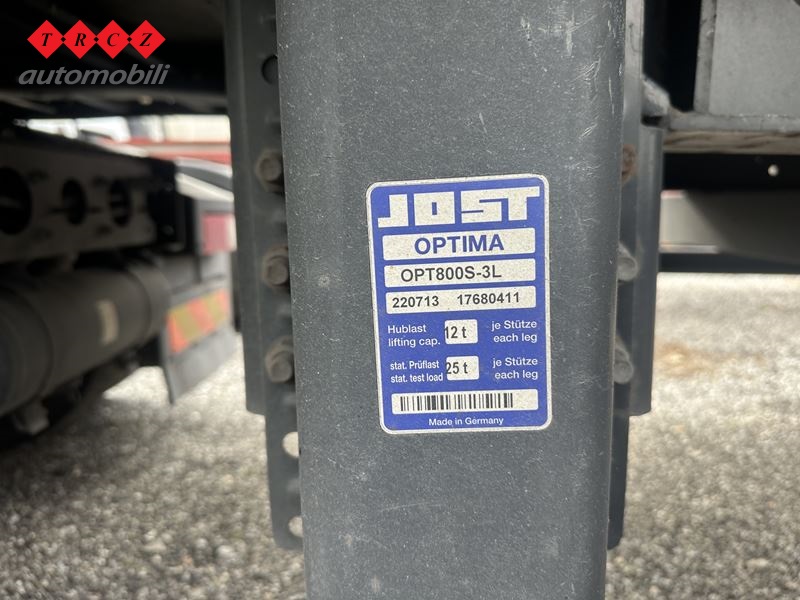 TRCZ
automobili
JOST
OPTIMA
OPT800S-3L
220713 17680411
Hublast 12 t je Stütze
lifting cap. each leg
stat. Prüflast 25 t je Stütze
stat. test load each leg
Made in Germany